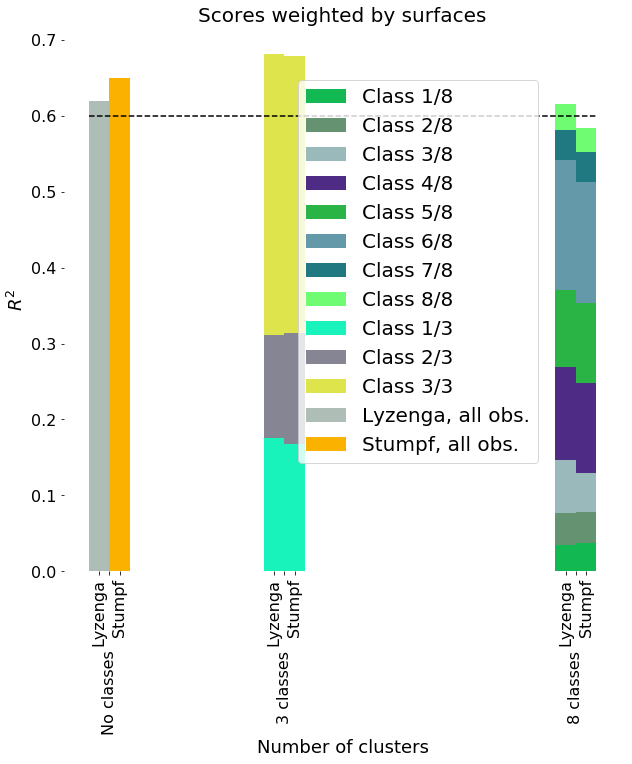 Scores weighted by surfaces
R²
0.7
0.6
0.5
0.4
0.3
0.2
0.1
0.0
Class 1/8
Class 2/8
Class 3/8
Class 4/8
Class 5/8
Class 6/8
Class 7/8
Class 8/8
Class 1/3
Class 2/3
Class 3/3
Lyzenga, all obs.
Stumpf, all obs.
Lyzenga
No classes
Stumpf
Lyzenga
3 classes
Stumpf
Lyzenga
8 classes
Stumpf
Number of clusters